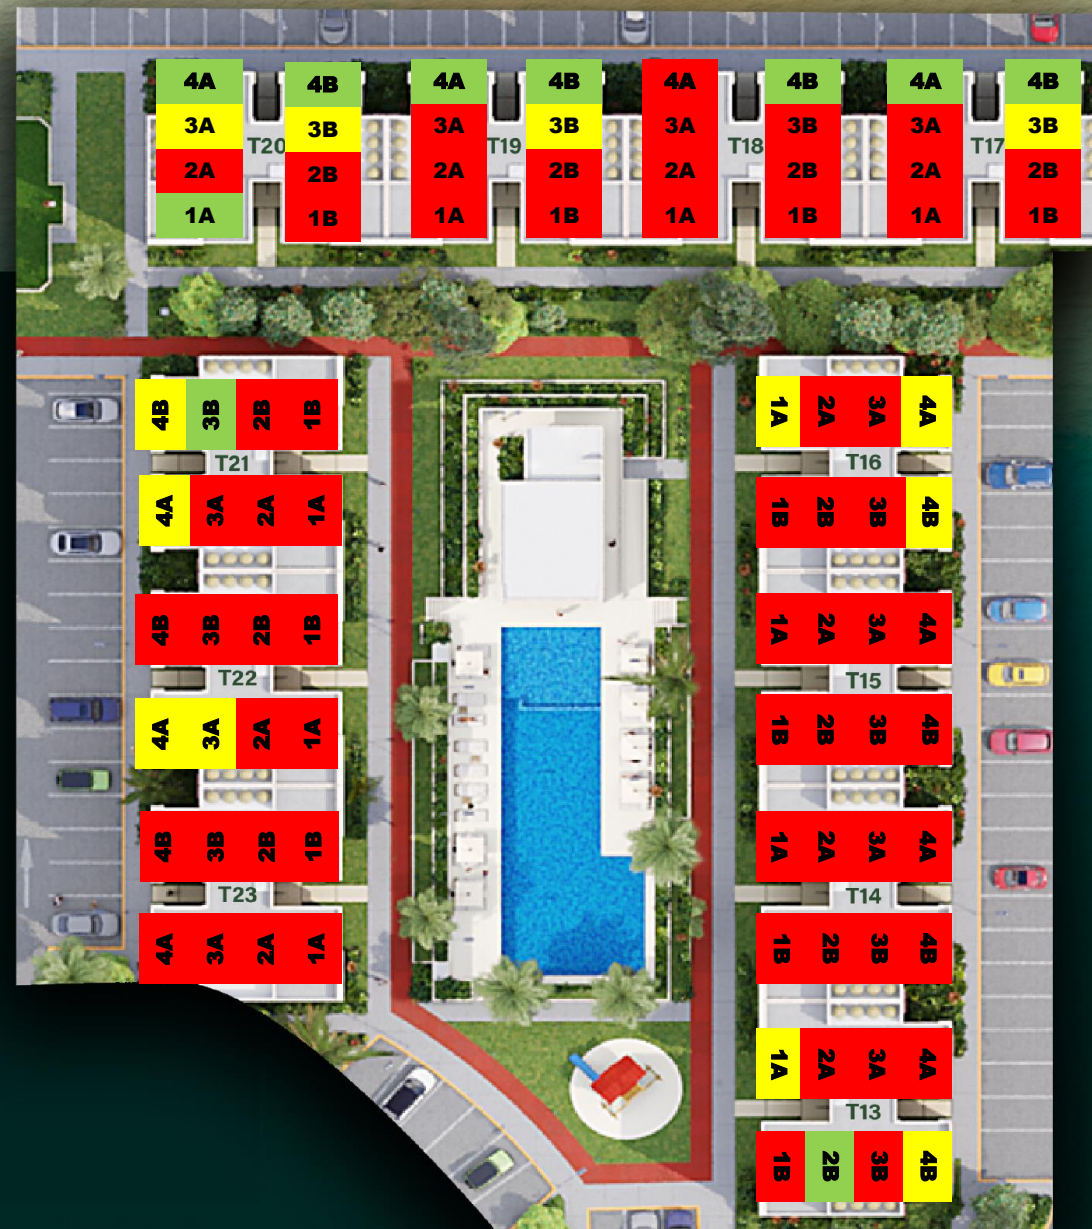 4A 4B 4A 4B 4A 4B 4A 4B
3A 3B 3A 3B 3A 3B 3A 3B
T20 T19 T18 T17
2A 2B 2A 2B 2A 2B 2A 2B
1A 1B 1A 1B 1A 1B 1A 1B
4B 3B 2B 1B
T21
4A 3A 2A 1A
4B 3B 2B 1B
T22
4A 3A 2A 1A
4B 3B 2B 1B
T23
4A 3A 2A 1A
1A 2A 3A 4A
T16
1B 2B 3B 4B
1A 2A 3A 4A
T15
1B 2B 3B 4B
1A 2A 3A 4A
T14
1B 2B 3B 4B
1A 2A 3A 4A
T13
1B 2B 3B 4B